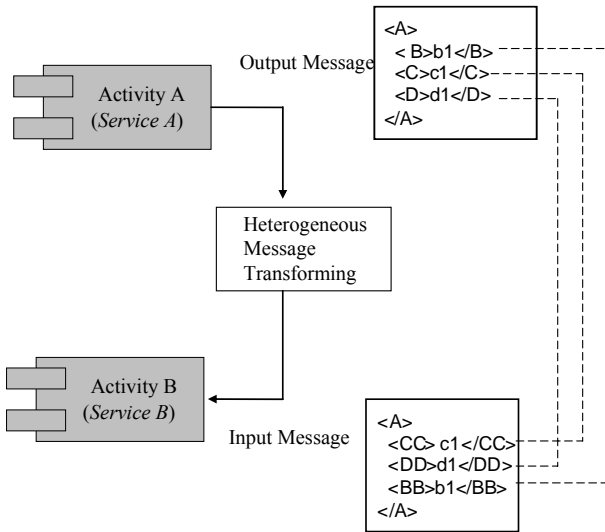 Activity A
(Service A)
Output Message
<A>
< B>b1</B>
<C>c1</C>
<D>d1</D>
</A>
Heterogeneous
Message
Transforming
Activity B
(Service B)
Input Message
<A>
<CC> c1</CC>
<DD>d1</DD>
<BB>b1</BB>
</A>